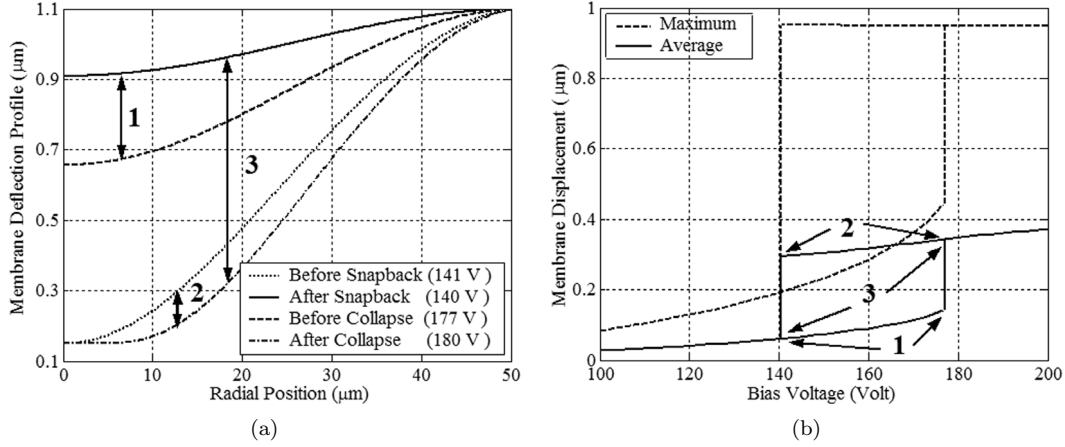 1.1
0.9
0.7
0.5
0.3
0.1
Membrane Deflection Profile (μm)
1
2
3
Before Snapback (141 V )
After Snapback (140 V )
Before Collapse (177 V )
After Collapse (180 V )
0
10
20
30
40
50
Radial Position (μm)
(a)
1
0.8
0.6
0.4
0.2
0
Membrane Displacement ( μm)
Maximum
Average
2
3
1
100
120
140
160
180
200
Bias Voltage (Volt)
(b)